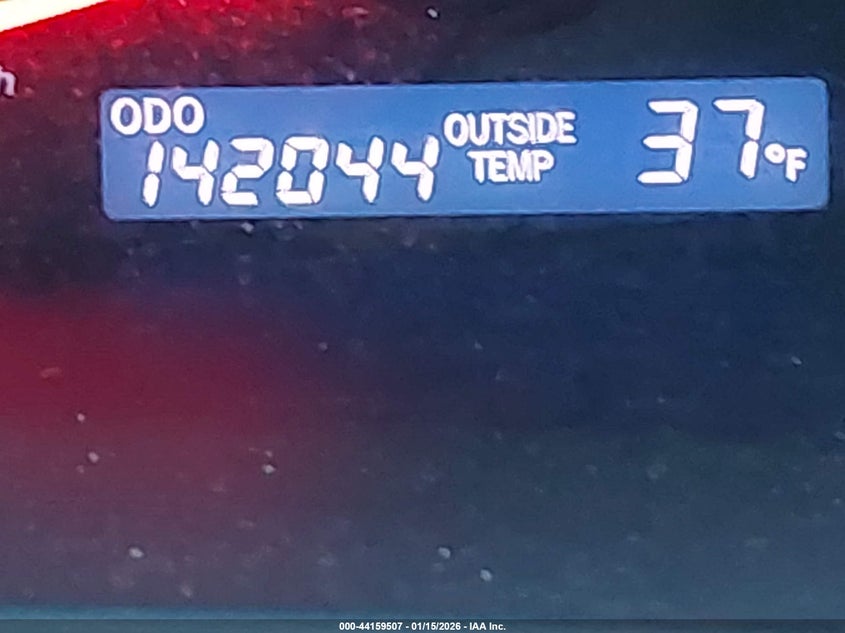 ODO
142044
OUTSIDE
TEMP
37°F
000-44159507 - 01/15/2026 - IAA Inc.